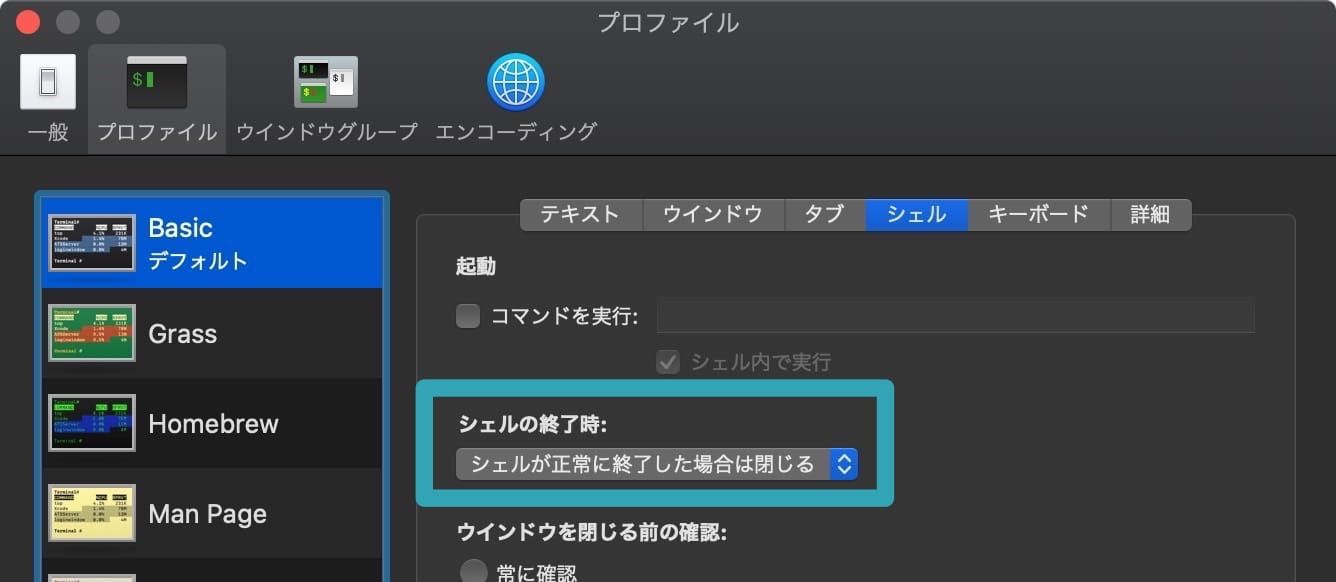 プロファイル
一般
プロファイル
ウインドウグループ
エンコーディング
Basic
デフォルト
Grass
Homebrew
Man Page
テキスト
ウインドウ
タブ
シェル
キーボード
詳細
起動
コマンドを実行:
シェル内で実行
シェルの終了時:
シェルが正常に終了した場合は閉じる
ウインドウを閉じる前の確認:
常に確認